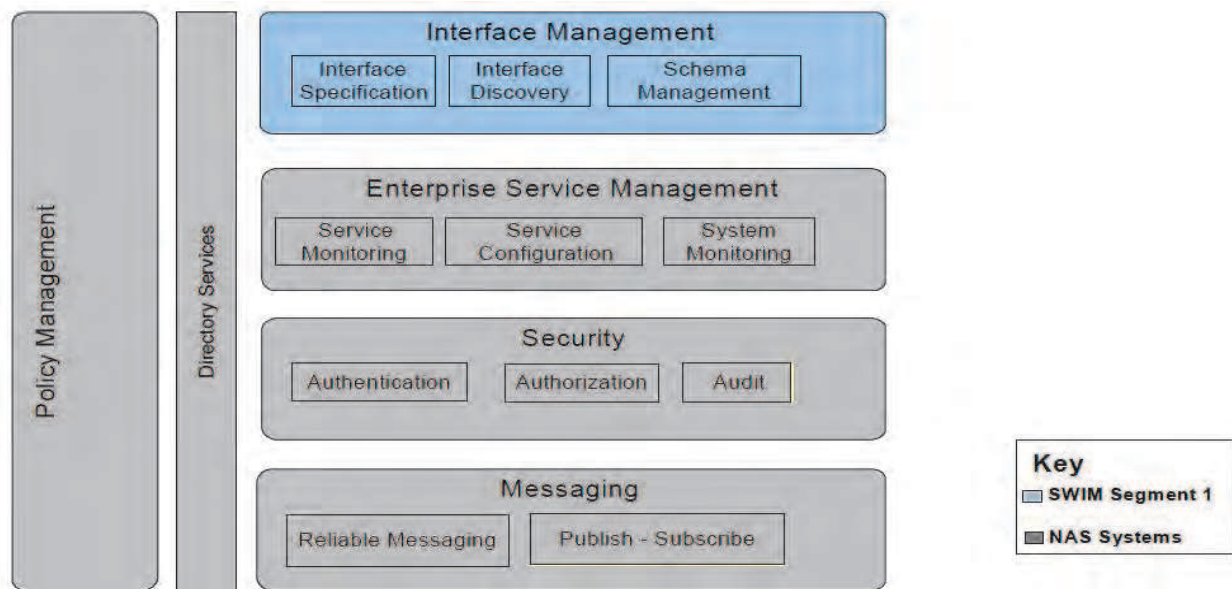 Policy Management
Directory Services
Interface Management
Interface
Specification
Interface
Discovery
Schema
Management
Enterprise Service Management
Service
Monitoring
Service
Configuration
System
Monitoring
Security
Authentication
Authorization
Audit
Messaging
Reliable Messaging
Publish - Subscribe
Key
SWIM Segment 1
NAS Systems